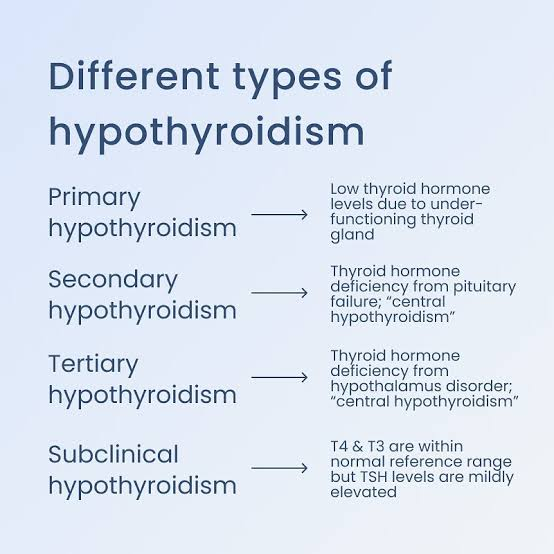 Different types of
hypothyroidism
Primary
hypothyroidism
Low thyroid hormone
levels due to under-
functioning thyroid
gland
Secondary
hypothyroidism
Thyroid hormone
deficiency from pituitary
failure; “central
hypothyroidism”
Tertiary
hypothyroidism
Thyroid hormone
deficiency from
hypothalamus disorder;
“central hypothyroidism”
Subclinical
hypothyroidism
T4 & T3 are within
normal reference range
but TSH levels are mildly
elevated